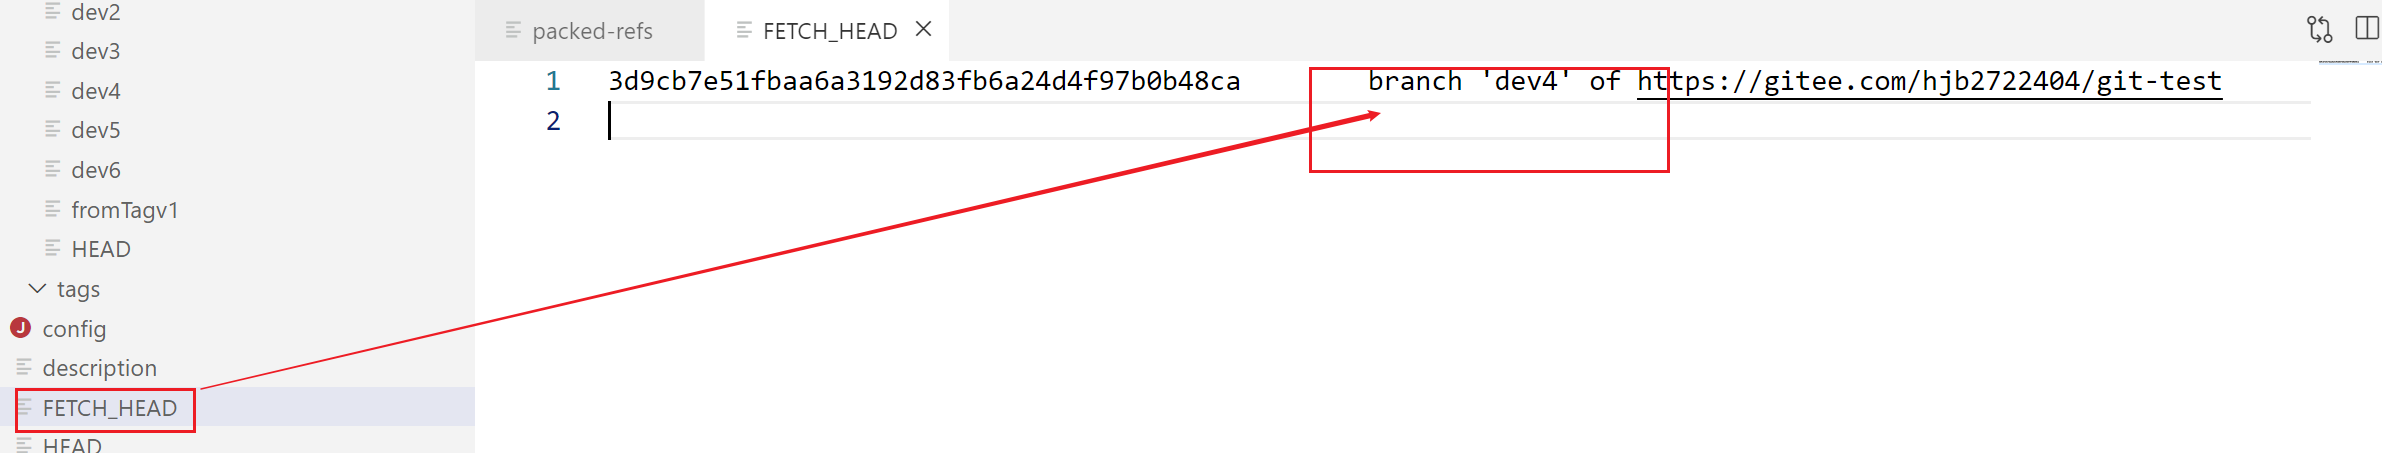 dev2
dev3
dev4
dev5
dev6
fromTagv1
HEAD
tags
J config
description
FETCH_HEAD
HEAD
packed-refs
FETCH_HEAD
1 3d9cb7e51fbaa6a3192d83fb6a24d4f97b0b48ca branch 'dev4' of https://gitee.com/hjb2722404/git-test
2